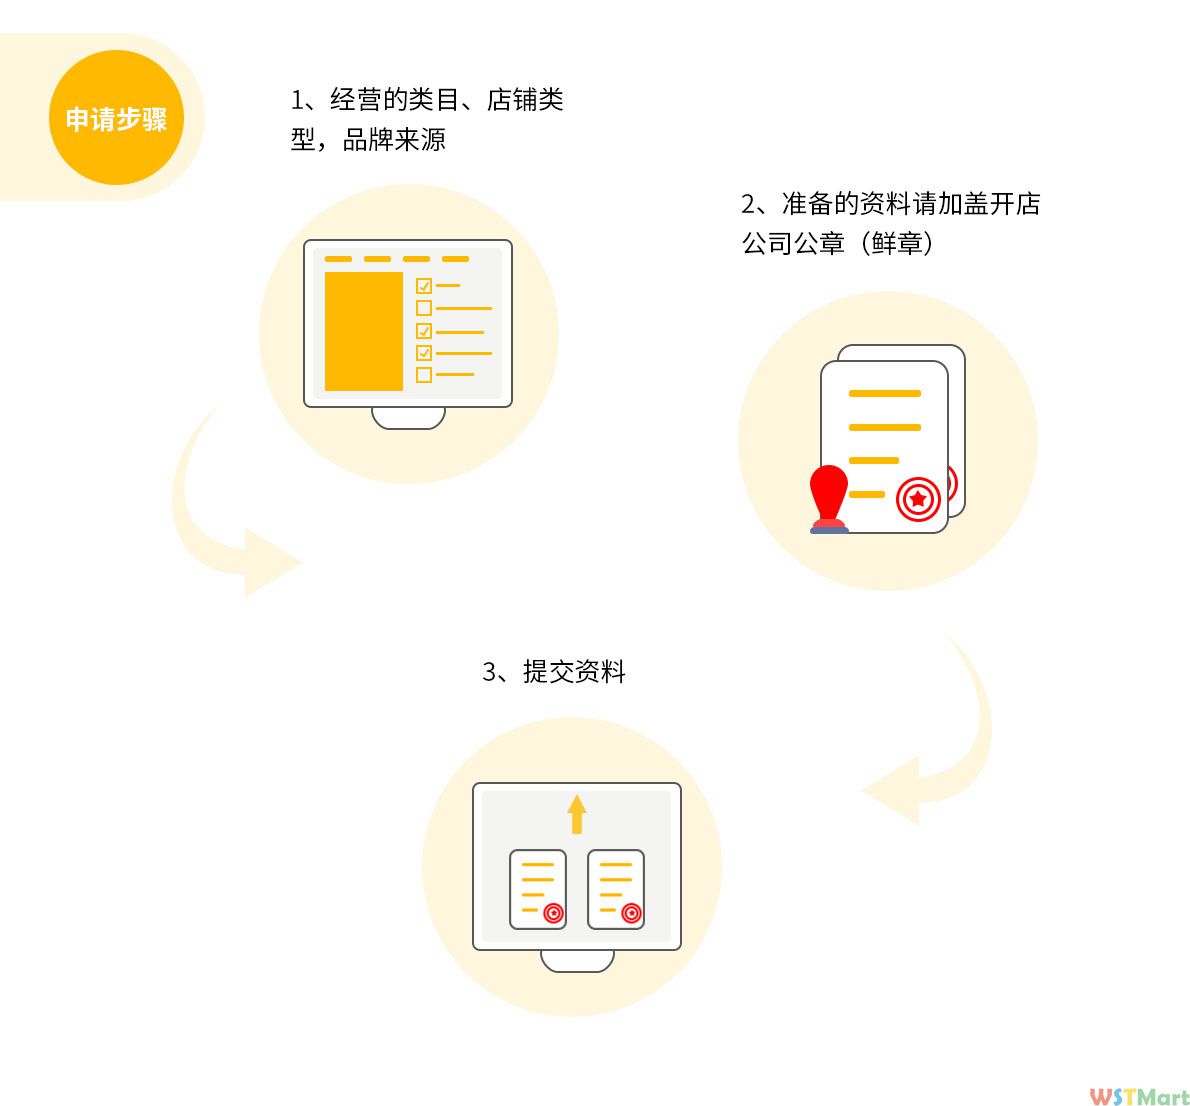 申请步骤
1、经营的类目、店铺类
型，品牌来源
2、准备的资料请加盖开店
公司公章（鲜章）
3、提交资料
WSTMart